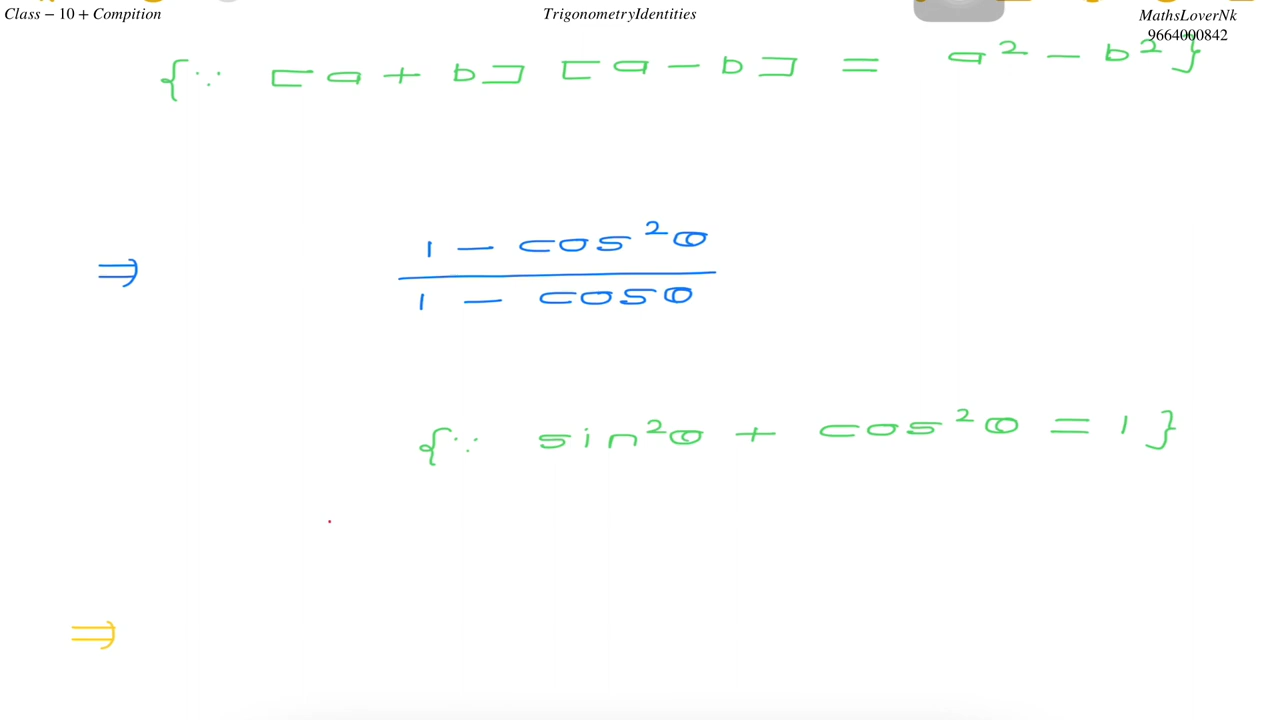 Class − 10 + Compition
TrigonometryIdentities
MathsLoverNk
9664000842
{∵ [a + b] [a − b] = a² − b²}
⇒ 1 − cos²θ
1 − cosθ
{∵ sin²θ + cos²θ = 1}
⇒